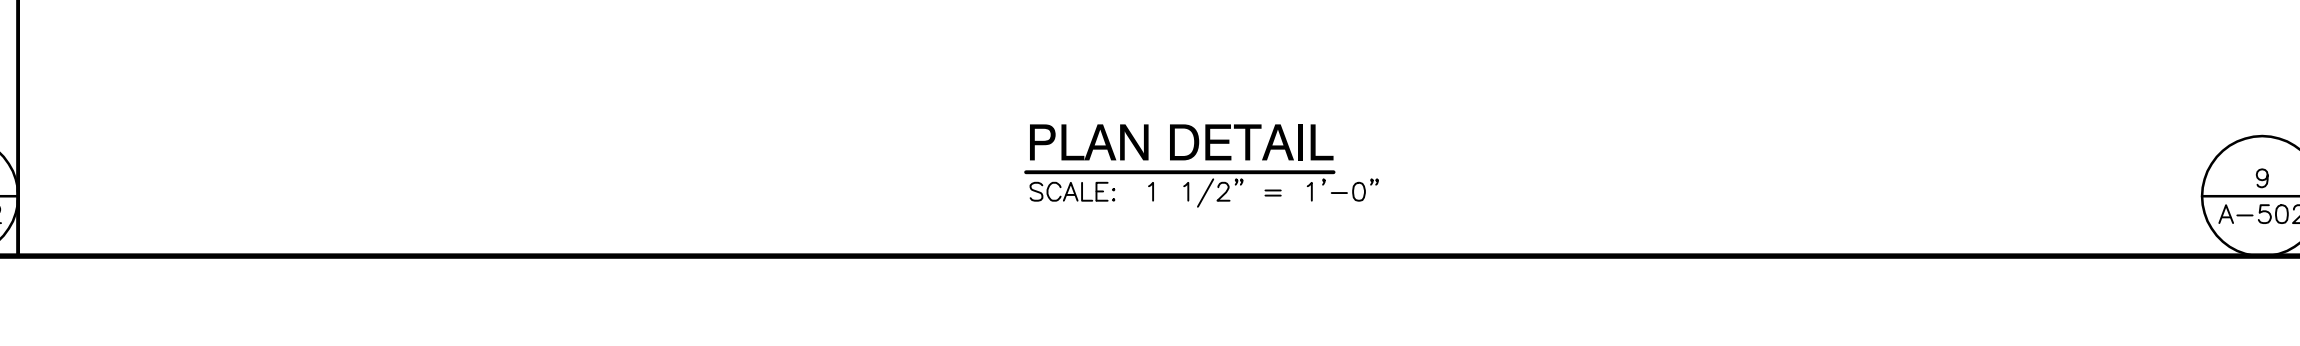 PLAN DETAIL
SCALE: 1 1/2" = 1'-0"
9
A-502